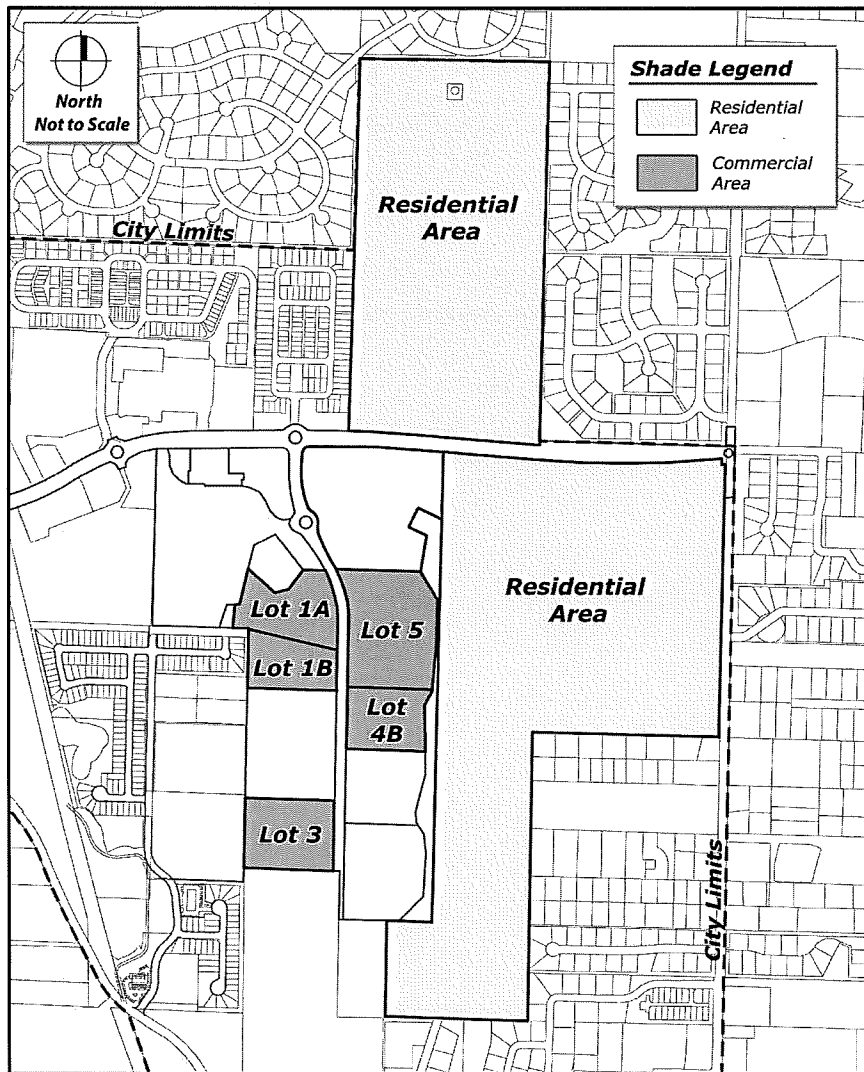 North
Not to Scale
Shade Legend
Residential
Area
Commercial
Area
Residential
Area
City Limits
Residential
Area
Lot 1A
Lot 5
Lot 1B
Lot
4B
Lot 3
City Limits